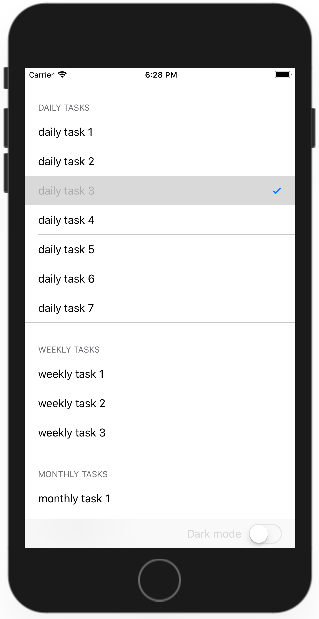 Carrier 6:28 PM
DAILY TASKS
daily task 1
daily task 2
daily task 3
daily task 4
daily task 5
daily task 6
daily task 7
WEEKLY TASKS
weekly task 1
weekly task 2
weekly task 3
MONTHLY TASKS
monthly task 1
Dark mode